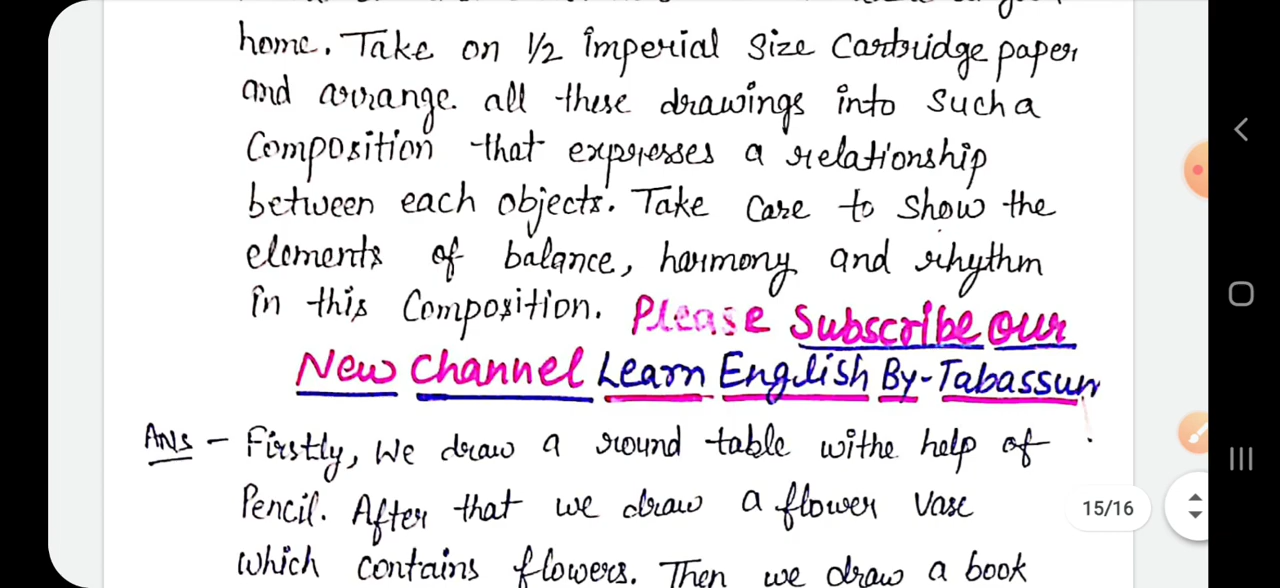 home. Take on 1/2 imperial size Cartridge paper
and arrange all these drawings into such a
Composition that expresses a relationship
between each objects. Take care to show the
elements of balance, harmony and rhythm
in this Composition. Please Subscribe our
New Channel Learn English By-Tabassum
Ans - Firstly, We draw a round table withe help of
Pencil. After that we draw a flower vase
15/16
which contains flowers. Then we draw a book